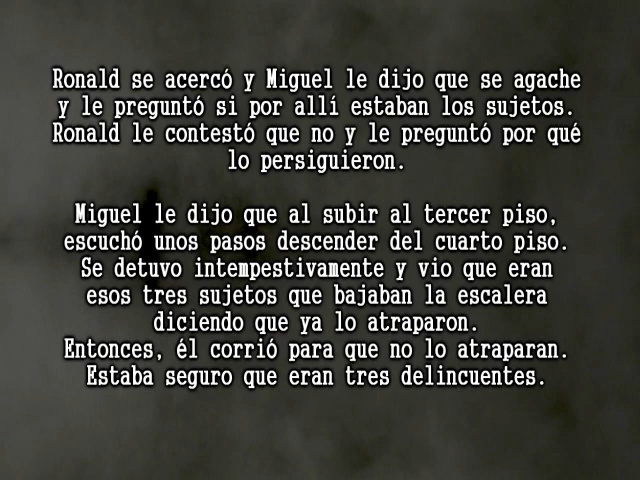 Ronald se acercó y Miguel le dijo que se agache
y le preguntó si por allí estaban los sujetos.
Ronald le contestó que no y le preguntó por qué
lo persiguieron.
Miguel le dijo que al subir al tercer piso,
escuchó unos pasos descender del cuarto piso.
Se detuvo intempestivamente y vio que eran
esos tres sujetos que bajaban la escalera
diciendo que ya lo atraparon.
Entonces, él corrió para que no lo atraparan.
Estaba seguro que eran tres delincuentes.